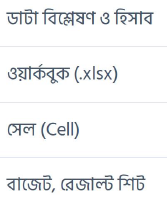 ডাটা বিশ্লেষণ ও হিসাব
ওয়ার্কবুক (.xlsx)
সেল (Cell)
বাজেট, রেজাল্ট শিট